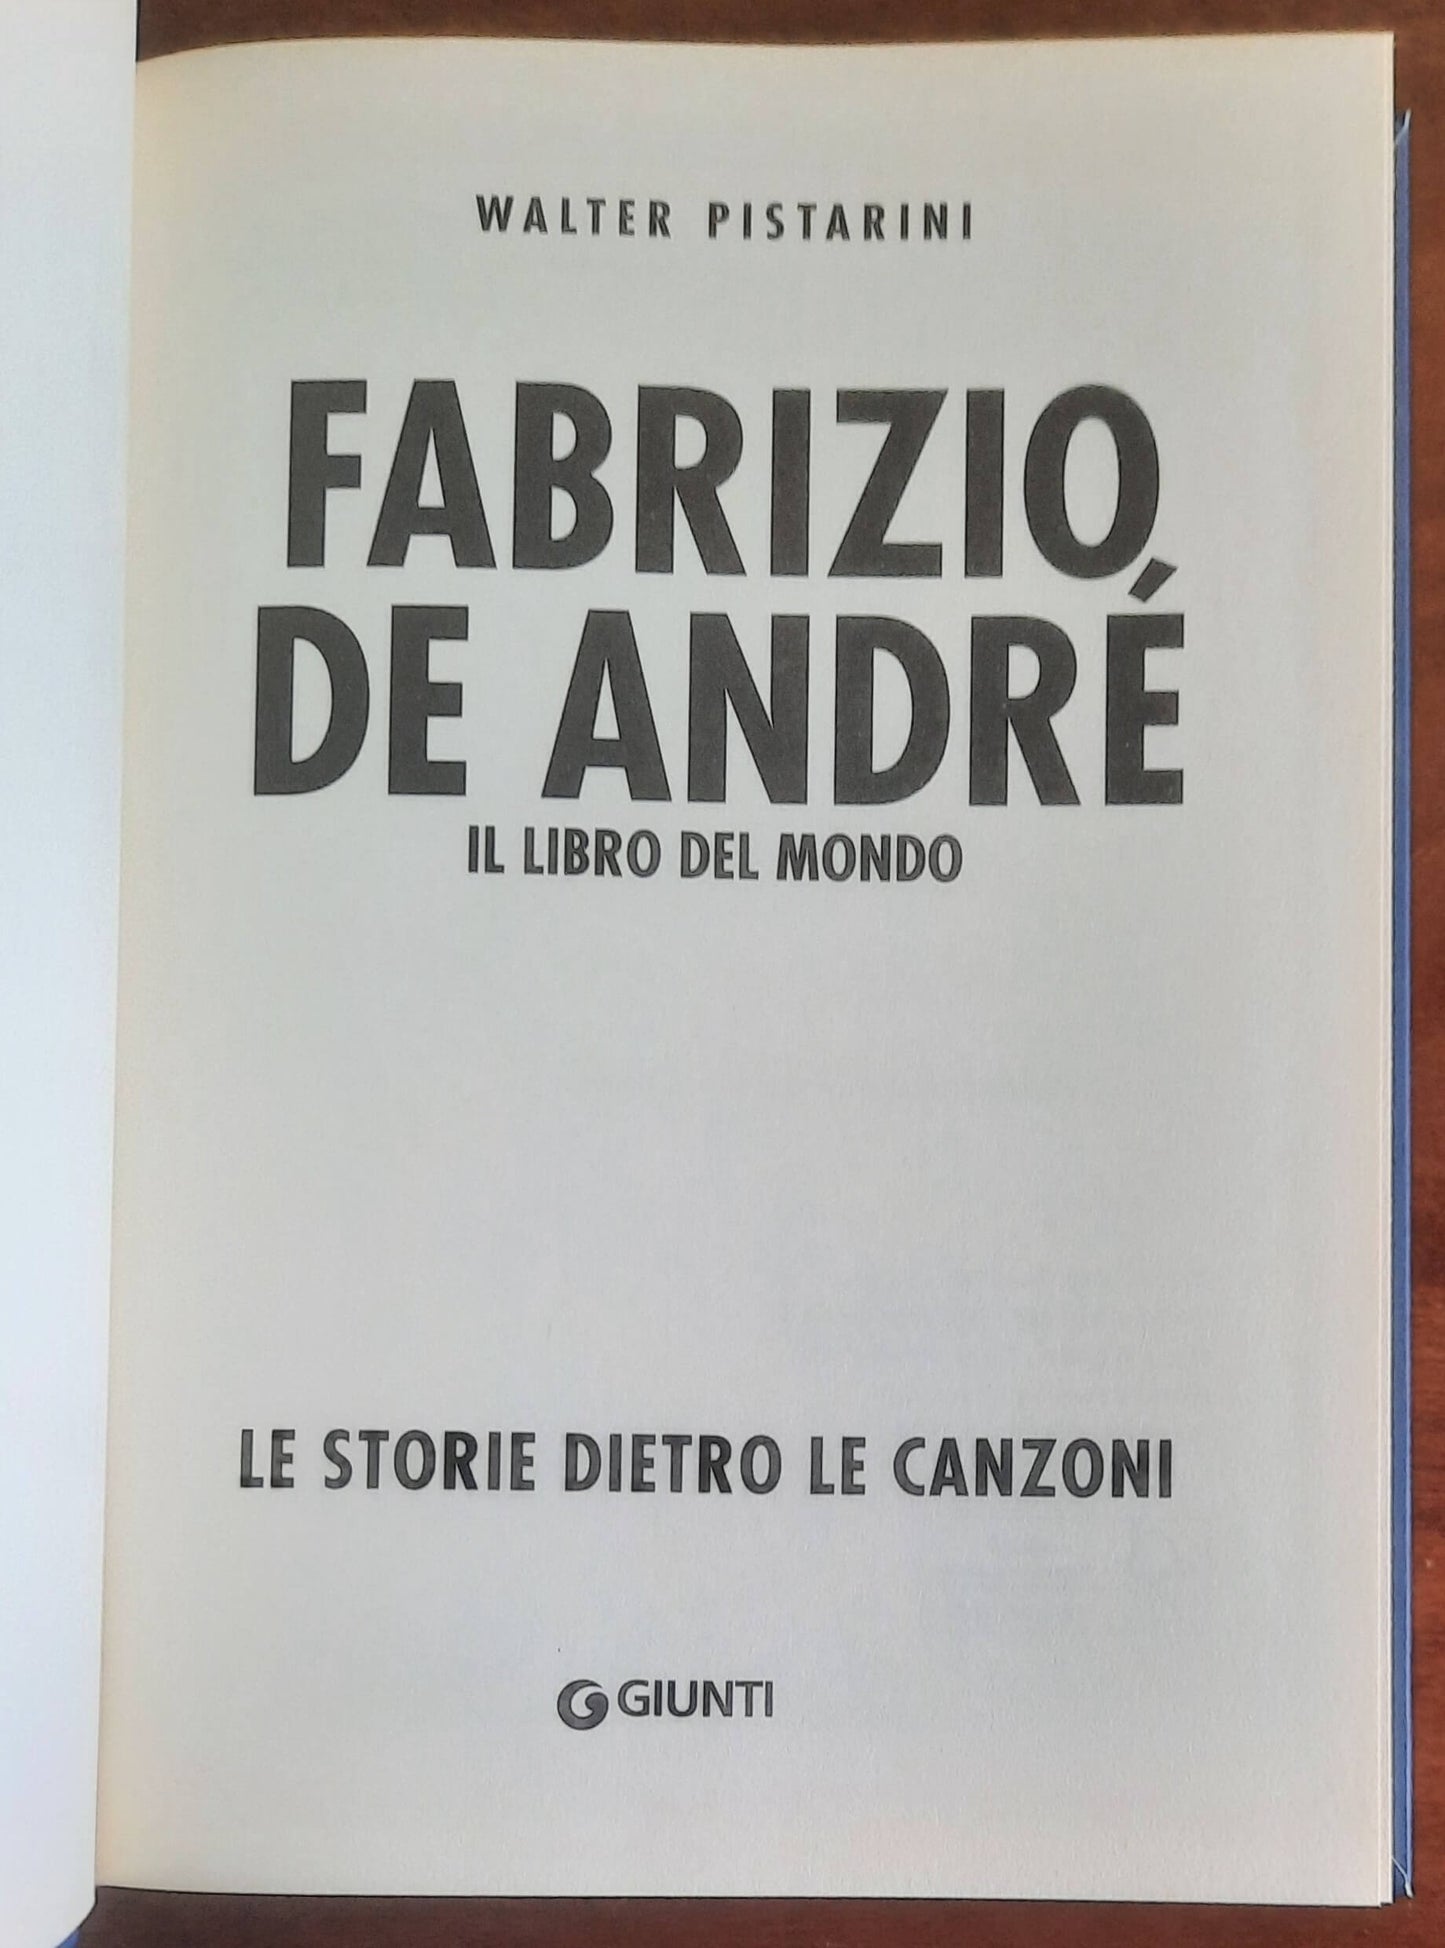 WALTER PISTARINI
FABRIZIO
DE ANDRÉ
IL LIBRO DEL MONDO
LE STORIE DIETRO LE CANZONI
GIUNTI